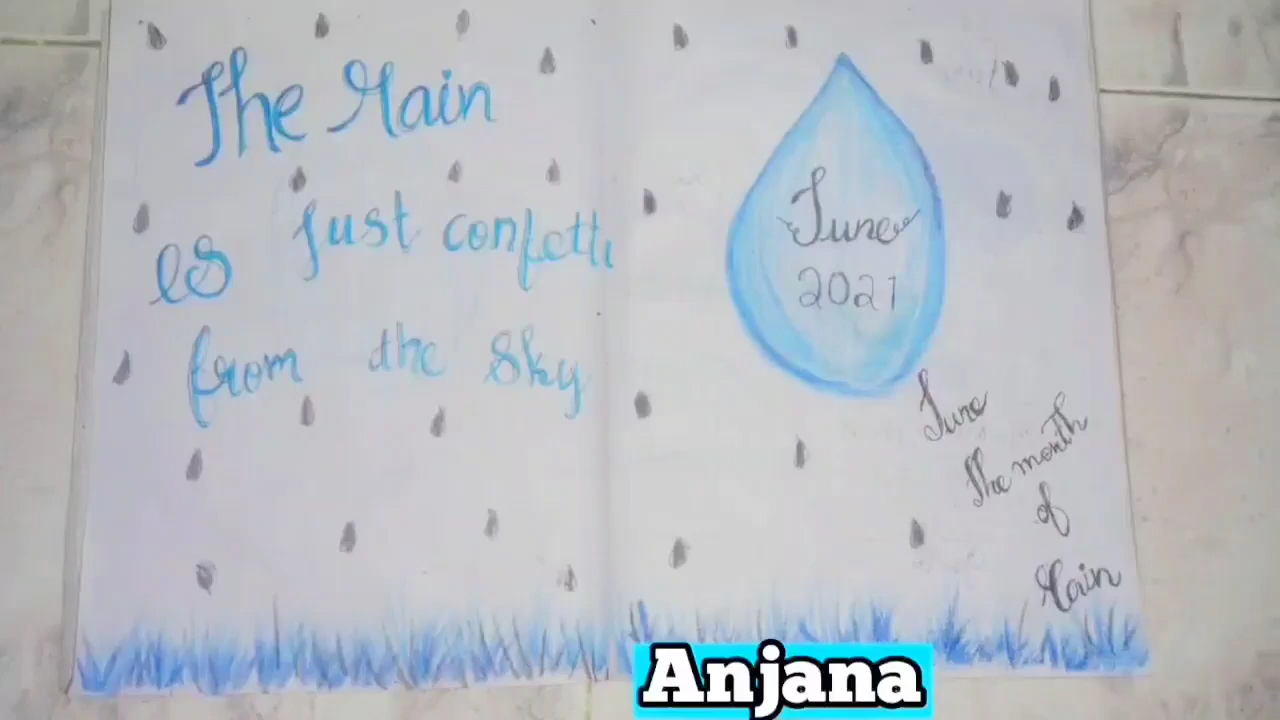 The rain
is Just confetti
from the Sky
June
2021
June
The month
of
rain
Anjana